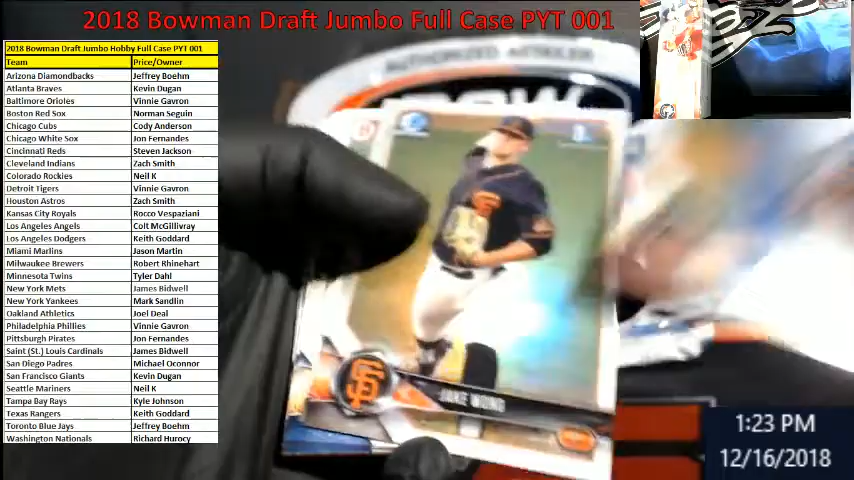 2018 Bowman Draft Jumbo Full Case PYT 001
2018 Bowman Draft Jumbo Hobby Full Case PYT 001
Team Price/Owner
Arizona Diamondbacks Jeffrey Boehm
Atlanta Braves Kevin Dugan
Baltimore Orioles Vinnie Gavron
Boston Red Sox Norman Seguin
Chicago Cubs Cody Anderson
Chicago White Sox Jon Fernandes
Cincinnati Reds Steven Jackson
Cleveland Indians Zach Smith
Colorado Rockies Neil K
Detroit Tigers Vinnie Gavron
Houston Astros Zach Smith
Kansas City Royals Rocco Vespaziani
Los Angeles Angels Colt McGillivray
Los Angeles Dodgers Keith Goddard
Miami Marlins Jason Martin
Milwaukee Brewers Robert Rhinehart
Minnesota Twins Tyler Dahl
New York Mets James Bidwell
New York Yankees Mark Sandlin
Oakland Athletics Joel Deal
Philadelphia Phillies Vinnie Gavron
Pittsburgh Pirates Jon Fernandes
Saint (St.) Louis Cardinals James Bidwell
San Diego Padres Michael Oconnor
San Francisco Giants Kevin Dugan
Seattle Mariners Neil K
Tampa Bay Rays Kyle Johnson
Texas Rangers Keith Goddard
Toronto Blue Jays Jeffrey Boehm
Washington Nationals Richard Hurocy
AUTHORIZED
SF
JAKE WONG
1:23 PM
12/16/2018